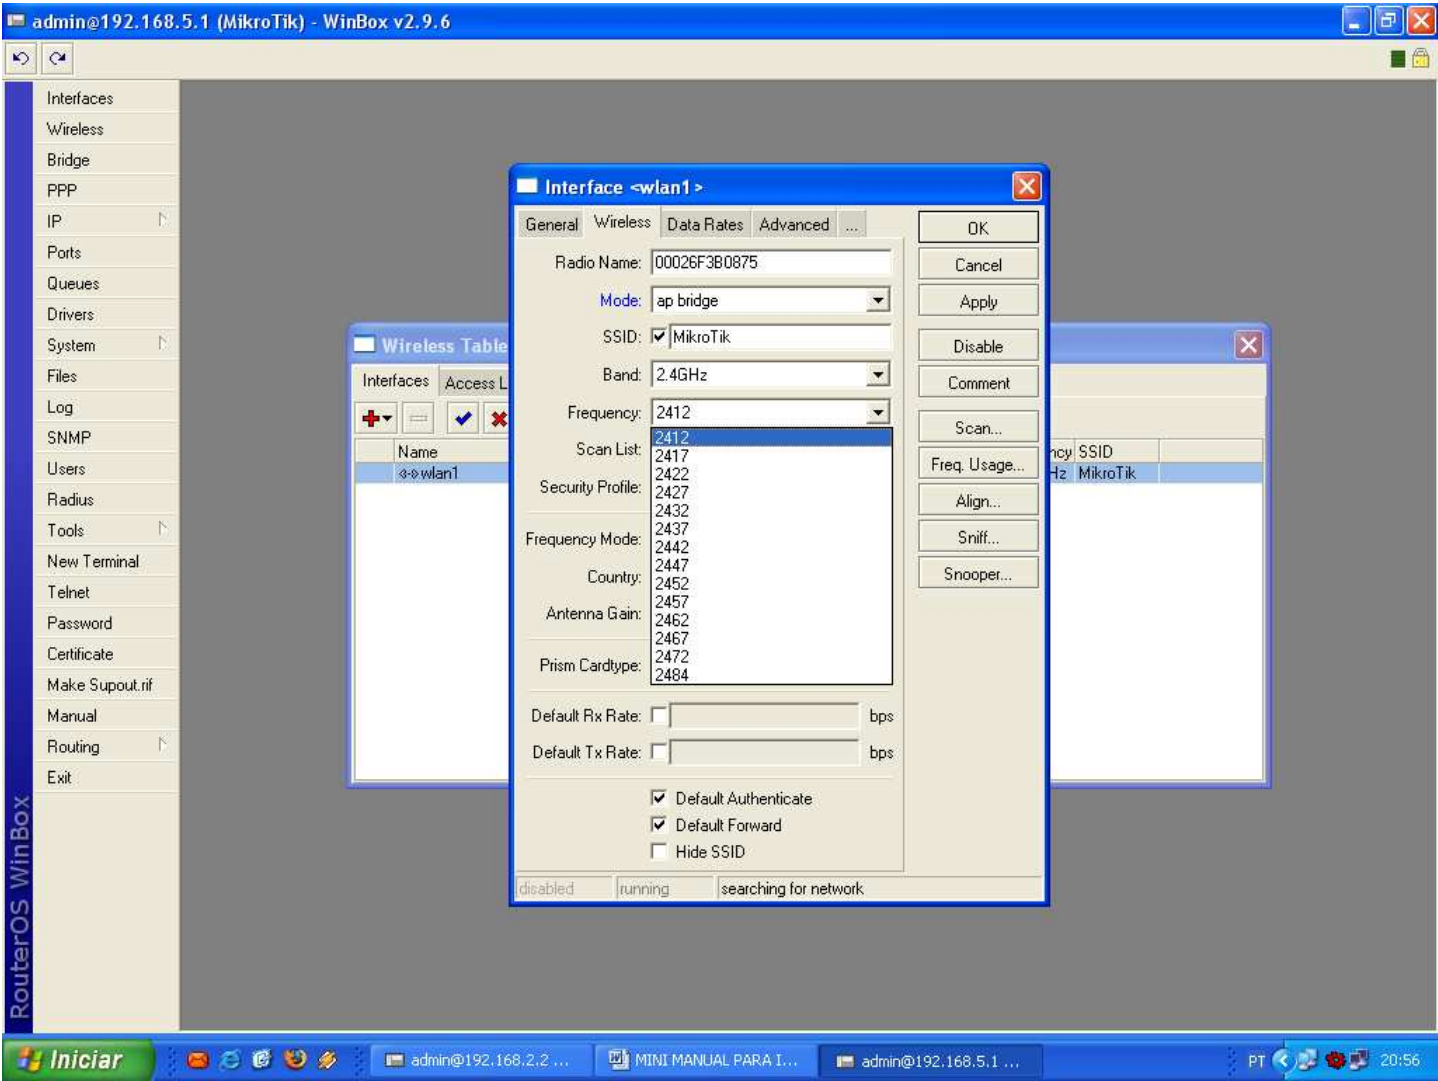 admin@192.168.5.1 (MikroTik) - WinBox v2.9.6
Interfaces
Wireless
Bridge
PPP
IP
Ports
Queues
Drivers
System
Files
Log
SNMP
Users
Radius
Tools
New Terminal
Telnet
Password
Certificate
Make Supout.rif
Manual
Routing
Exit
RouterOS WinBox
Wireless Table
Interfaces Access L
Name
ncy SSID
wlan1
Hz MikroTik
Interface <wlan1>
General Wireless Data Rates Advanced ...
Radio Name: 00026F3B0875
Mode: ap bridge
SSID: MikroTik
Band: 2.4GHz
Frequency: 2412
Scan List:
Security Profile:
Frequency Mode:
Country:
Antenna Gain:
Prism Cardtype:
2412
2417
2422
2427
2432
2437
2442
2447
2452
2457
2462
2467
2472
2484
Default Rx Rate: bps
Default Tx Rate: bps
Default Authenticate
Default Forward
Hide SSID
disabled running searching for network
OK
Cancel
Apply
Disable
Comment
Scan...
Freq. Usage...
Align...
Sniff...
Snooper...
Iniciar
admin@192.168.2.2 ...
MINI MANUAL PARA I...
admin@192.168.5.1 ...
PT
20:56